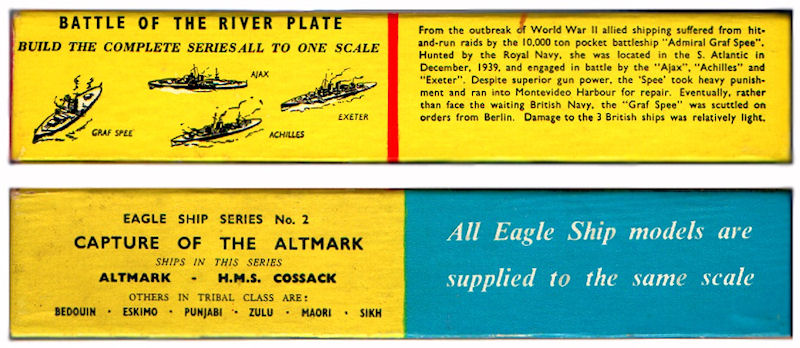 BATTLE OF THE RIVER PLATE
BUILD THE COMPLETE SERIES ALL TO ONE SCALE
AJAX
EXETER
GRAF SPEE
ACHILLES
From the outbreak of World War II allied shipping suffered from hit-
and-run raids by the 10,000 ton pocket battleship "Admiral Graf Spee".
Hunted by the Royal Navy, she was located in the S. Atlantic in
December, 1939, and engaged in battle by the "Ajax", "Achilles" and
"Exeter". Despite superior gun power, the 'Spee' took heavy punish-
ment and ran into Montevideo Harbour for repair. Eventually, rather
than face the waiting British Navy, the "Graf Spee" was scuttled on
orders from Berlin. Damage to the 3 British ships was relatively light.
EAGLE SHIP SERIES No. 2
CAPTURE OF THE ALTMARK
SHIPS IN THIS SERIES
ALTMARK - H.M.S. COSSACK
OTHERS IN TRIBAL CLASS ARE:
BEDOUIN · ESKIMO · PUNJABI · ZULU · MAORI · SIKH
All Eagle Ship models are
supplied to the same scale